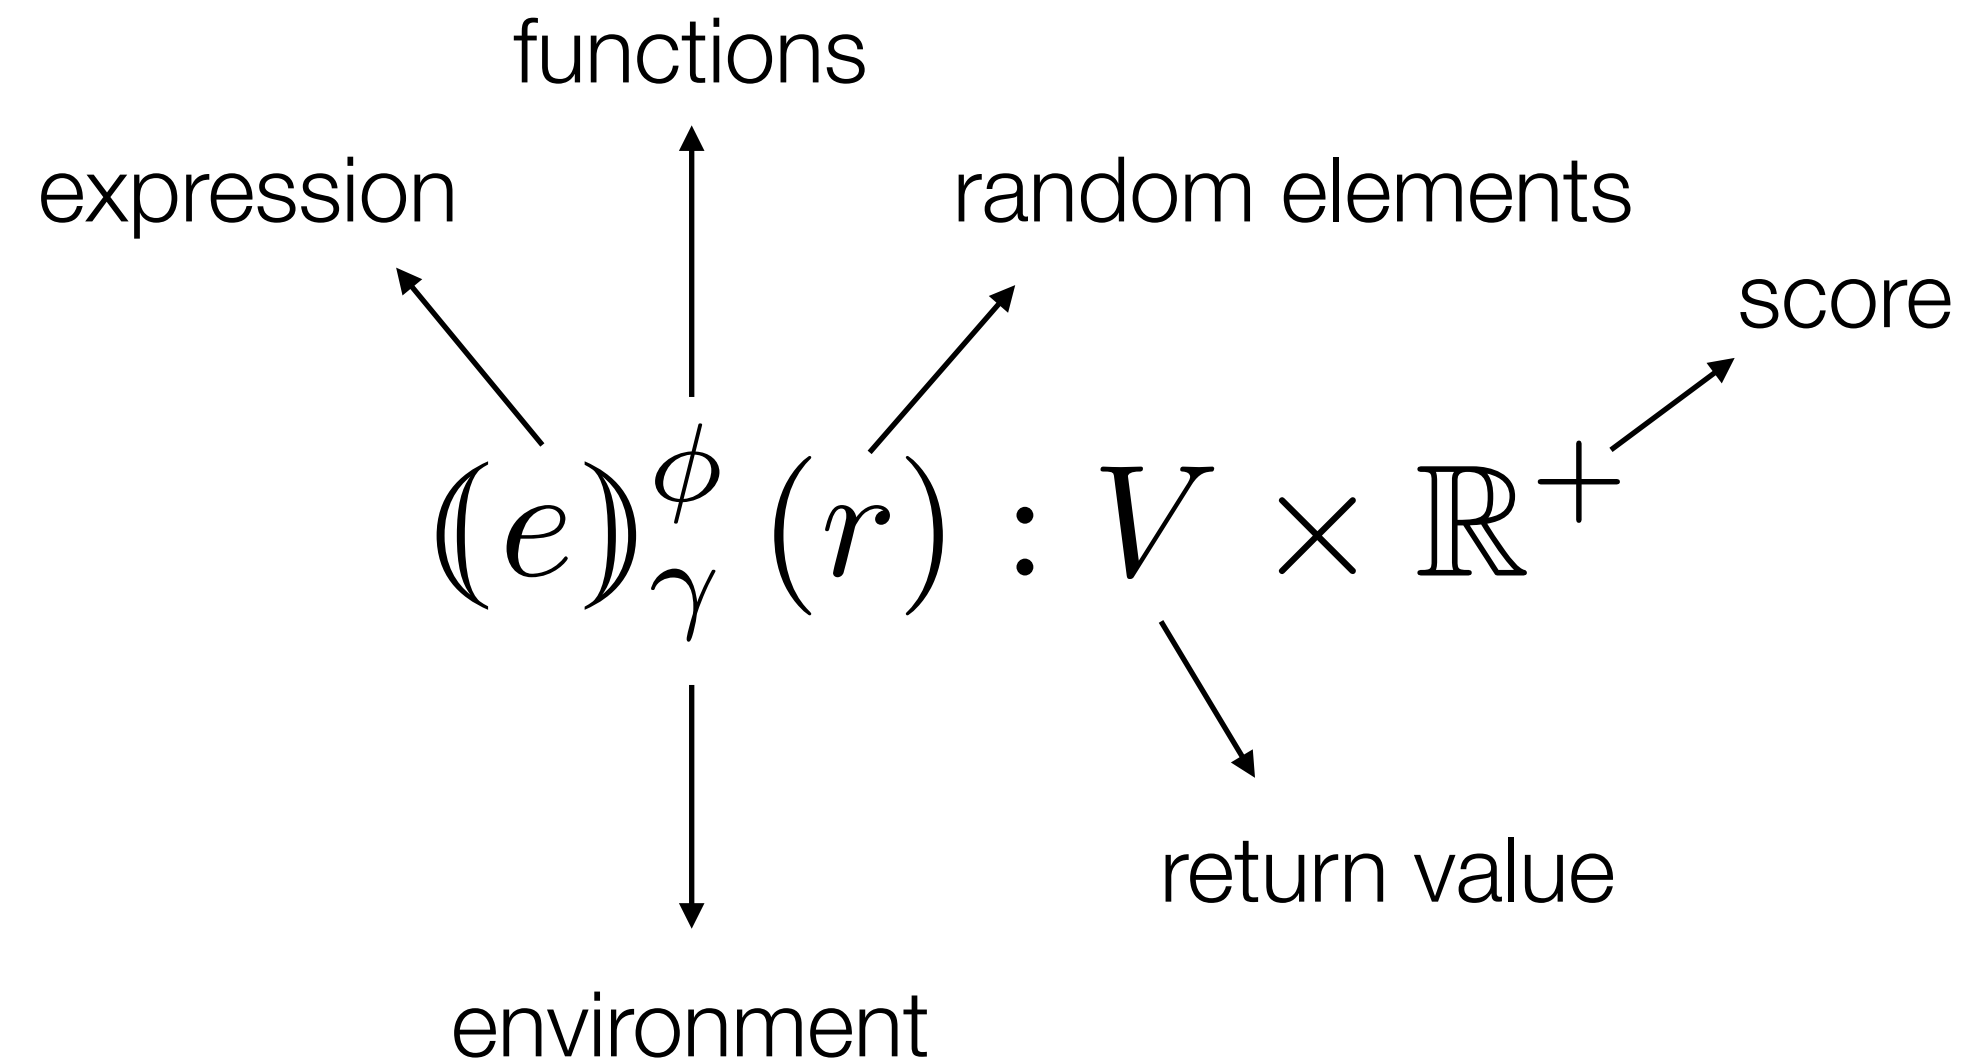 functions
expression
random elements
score
⦅e⦆^ϕ_γ (r) : V × ℝ⁺
return value
environment